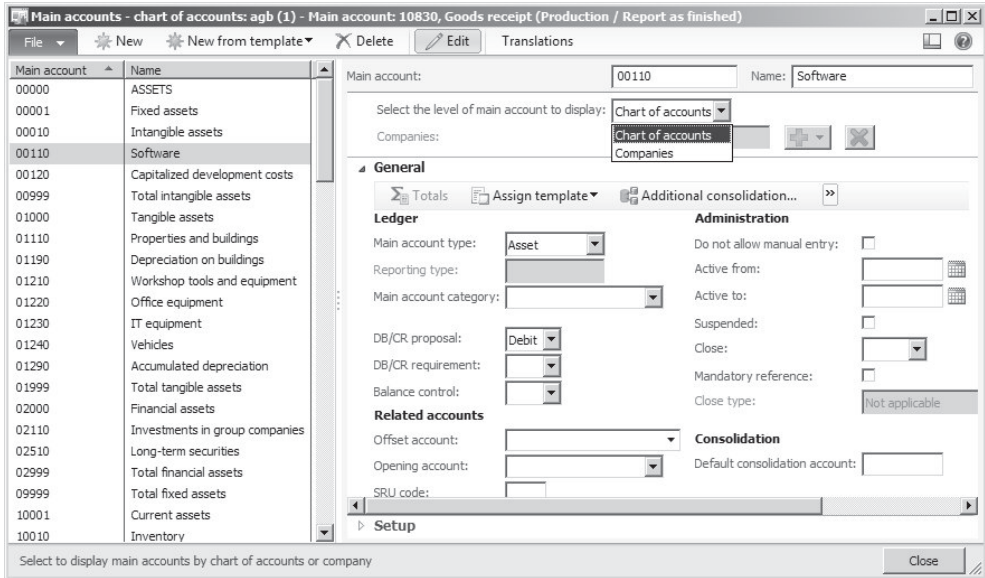 Main accounts - chart of accounts: agb (1) - Main account: 10830, Goods receipt (Production / Report as finished)
File New New from template Delete Edit Translations
Main account Name
00000 ASSETS
00001 Fixed assets
00010 Intangible assets
00110 Software
00120 Capitalized development costs
00999 Total intangible assets
01000 Tangible assets
01110 Properties and buildings
01190 Depreciation on buildings
01210 Workshop tools and equipment
01220 Office equipment
01230 IT equipment
01240 Vehicles
01290 Accumulated depreciation
01999 Total tangible assets
02000 Financial assets
02110 Investments in group companies
02510 Long-term securities
02999 Total financial assets
09999 Total fixed assets
10001 Current assets
10010 Inventory
Main account: 00110 Name: Software
Select the level of main account to display: Chart of accounts
Chart of accounts
Companies:
Companies
General
Totals Assign template Additional consolidation... »
Ledger
Main account type: Asset
Reporting type:
Main account category:
DB/CR proposal: Debit
DB/CR requirement:
Balance control:
Related accounts
Offset account:
Opening account:
SRU code:
Administration
Do not allow manual entry:
Active from:
Active to:
Suspended:
Close:
Mandatory reference:
Close type: Not applicable
Consolidation
Default consolidation account:
Setup
Select to display main accounts by chart of accounts or company
Close